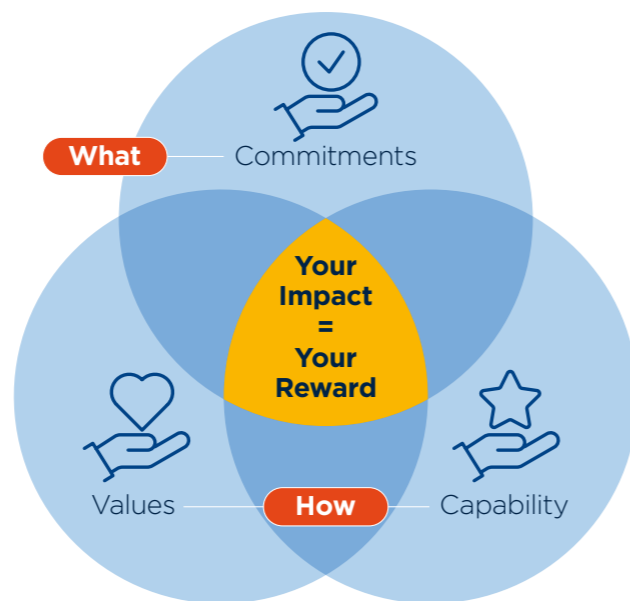 What
Commitments
Your
Impact
=
Your
Reward
Values
How
Capability